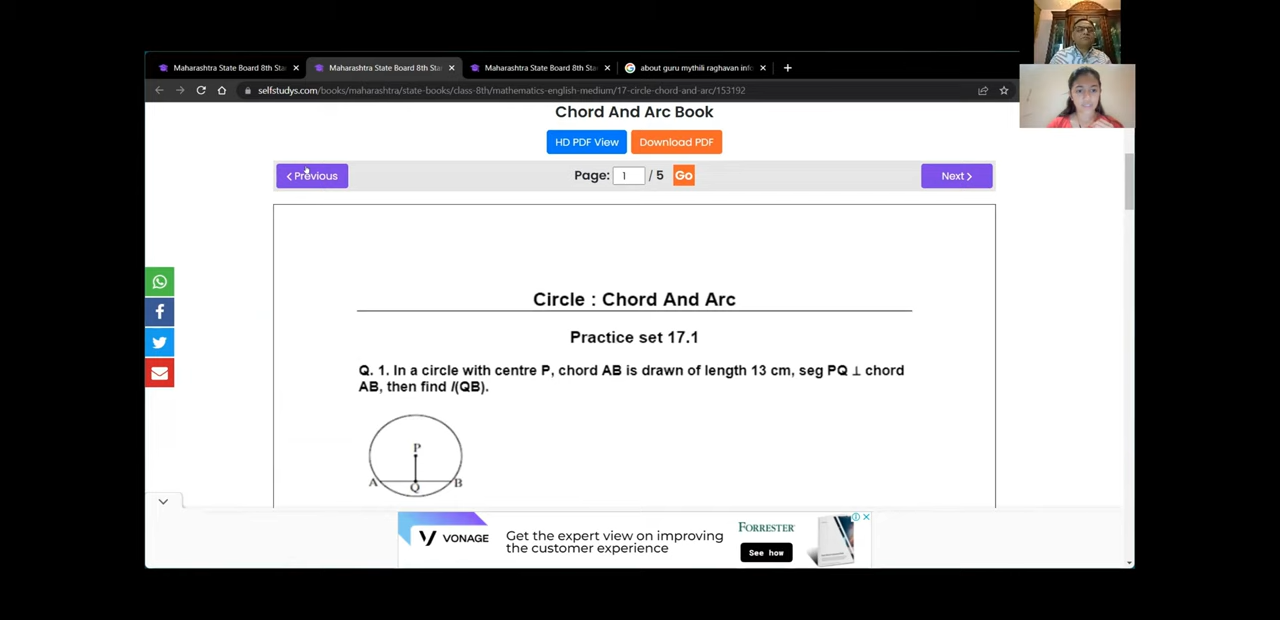 Maharashtra State Board 8th Sta
Maharashtra State Board 8th Sta
Maharashtra State Board 8th Sta
about guru mythili raghavan info
selfstudys.com/books/maharashtra/state-books/class-8th/mathematics-english-medium/17-circle-chord-and-arc/153192
Chord And Arc Book
HD PDF View
Download PDF
Previous
Page: 1 / 5 Go
Next
Circle : Chord And Arc
Practice set 17.1
Q. 1. In a circle with centre P, chord AB is drawn of length 13 cm, seg PQ ⊥ chord
AB, then find l(QB).
P
A
Q
B
VONAGE
Get the expert view on improving
the customer experience
FORRESTER
See how